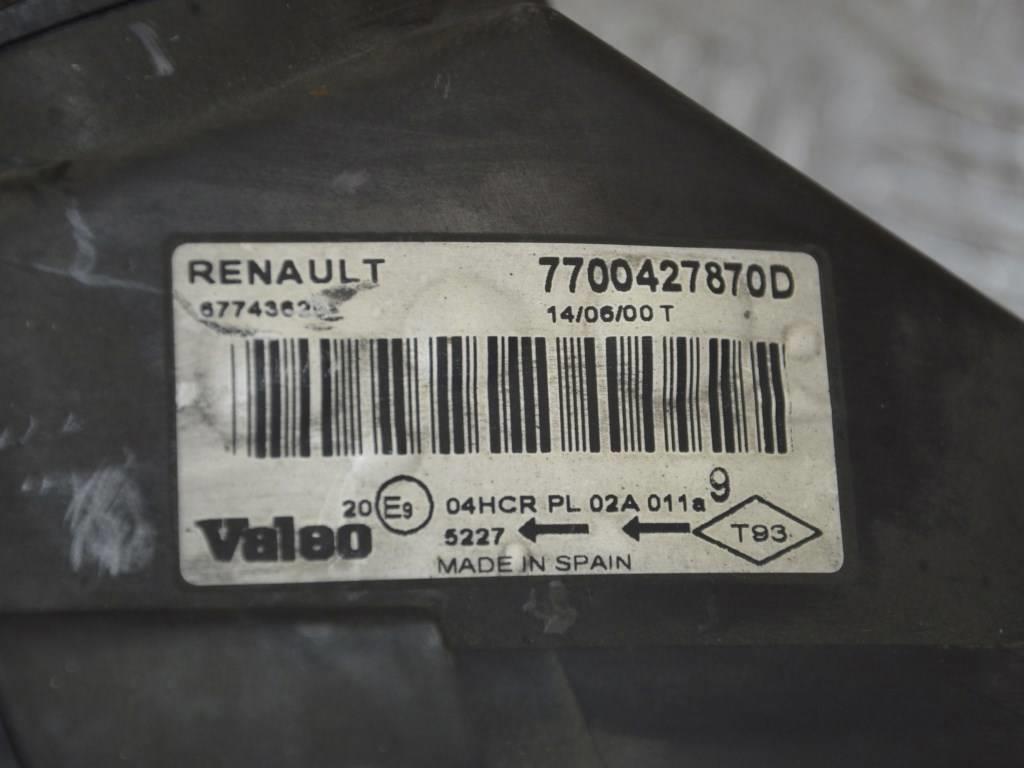 RENAULT 7700427870D
14/06/00 T
9
20 E9 04HCR PL 02A 011a
Valeo 5227 T93
MADE IN SPAIN